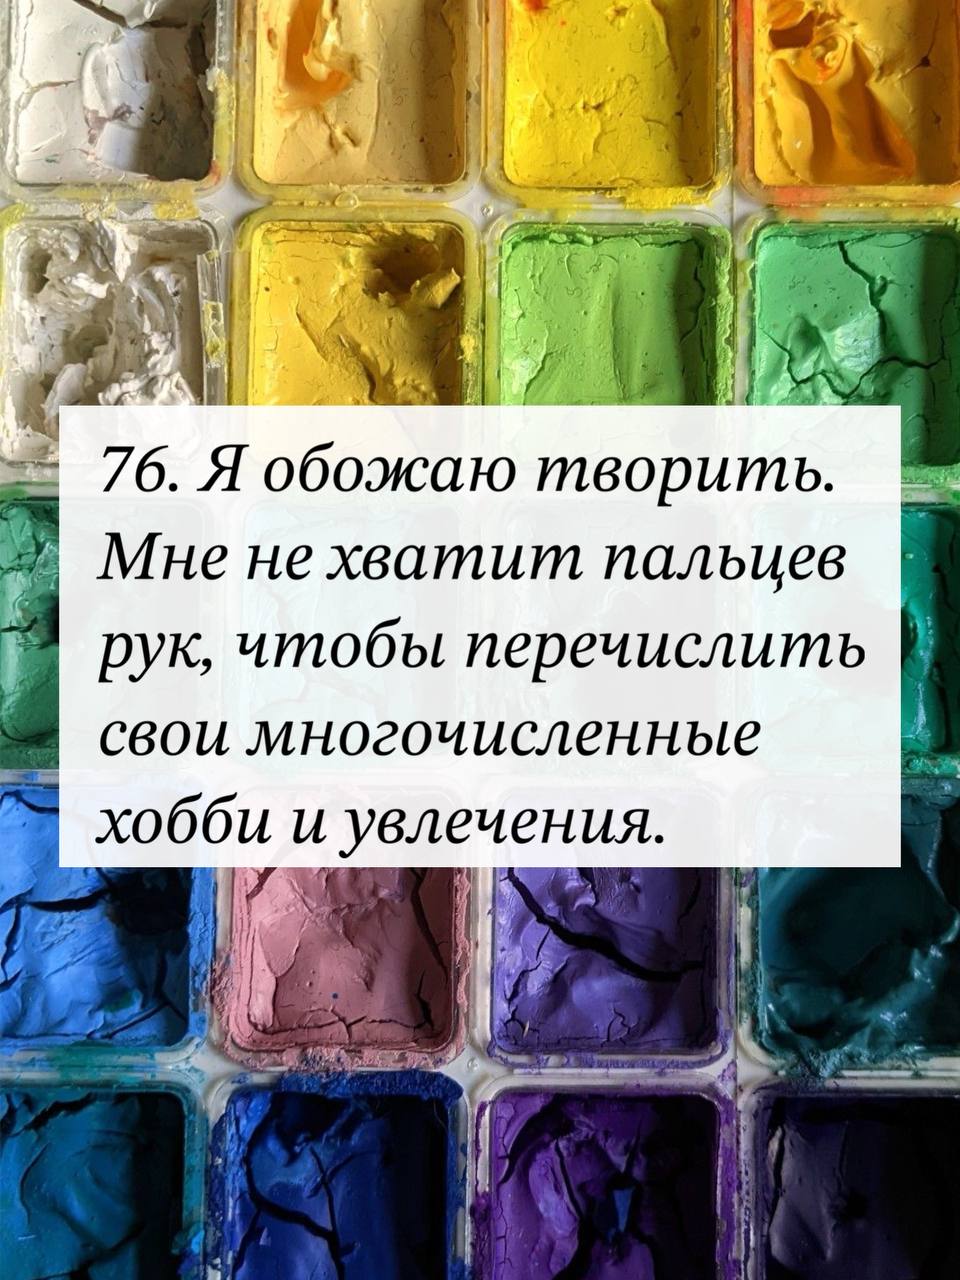 76. Я обожаю творить.
Мне не хватит пальцев
рук, чтобы перечислить
свои многочисленные
хобби и увлечения.